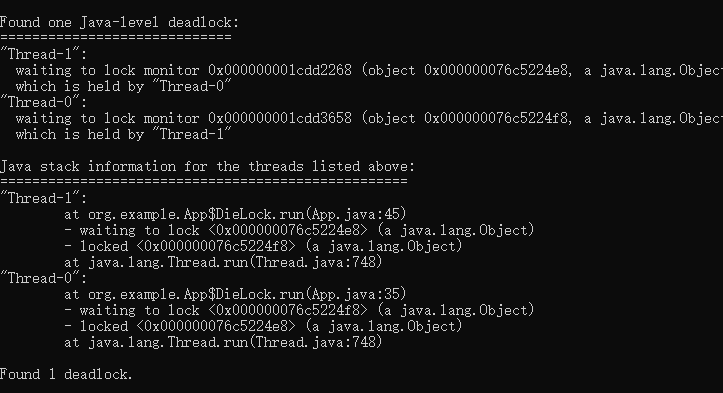 Found one Java-level deadlock:
=============================
"Thread-1":
  waiting to lock monitor 0x000000001cdd2268 (object 0x000000076c5224e8, a java.lang.Objec
  which is held by "Thread-0"
"Thread-0":
  waiting to lock monitor 0x000000001cdd3658 (object 0x000000076c5224f8, a java.lang.Objec
  which is held by "Thread-1"
Java stack information for the threads listed above:
===================================================
"Thread-1":
        at org.example.App$DieLock.run(App.java:45)
        - waiting to lock <0x000000076c5224e8> (a java.lang.Object)
        - locked <0x000000076c5224f8> (a java.lang.Object)
        at java.lang.Thread.run(Thread.java:748)
"Thread-0":
        at org.example.App$DieLock.run(App.java:35)
        - waiting to lock <0x000000076c5224f8> (a java.lang.Object)
        - locked <0x000000076c5224e8> (a java.lang.Object)
        at java.lang.Thread.run(Thread.java:748)
Found 1 deadlock.